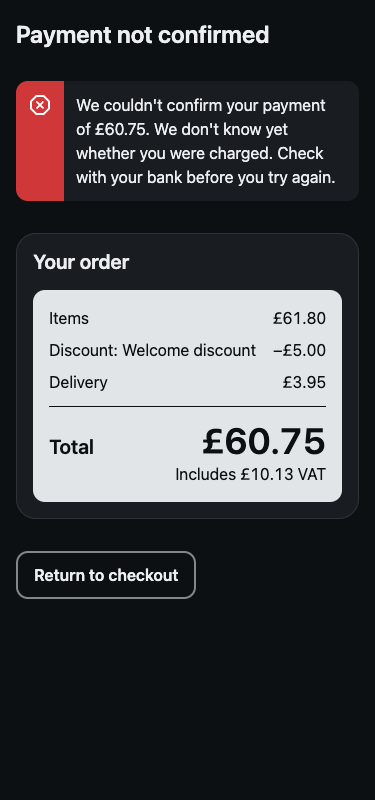 Payment not confirmed
We couldn't confirm your payment
of £60.75. We don't know yet
whether you were charged. Check
with your bank before you try again.
Your order
Items £61.80
Discount: Welcome discount −£5.00
Delivery £3.95
Total £60.75
Includes £10.13 VAT
Return to checkout